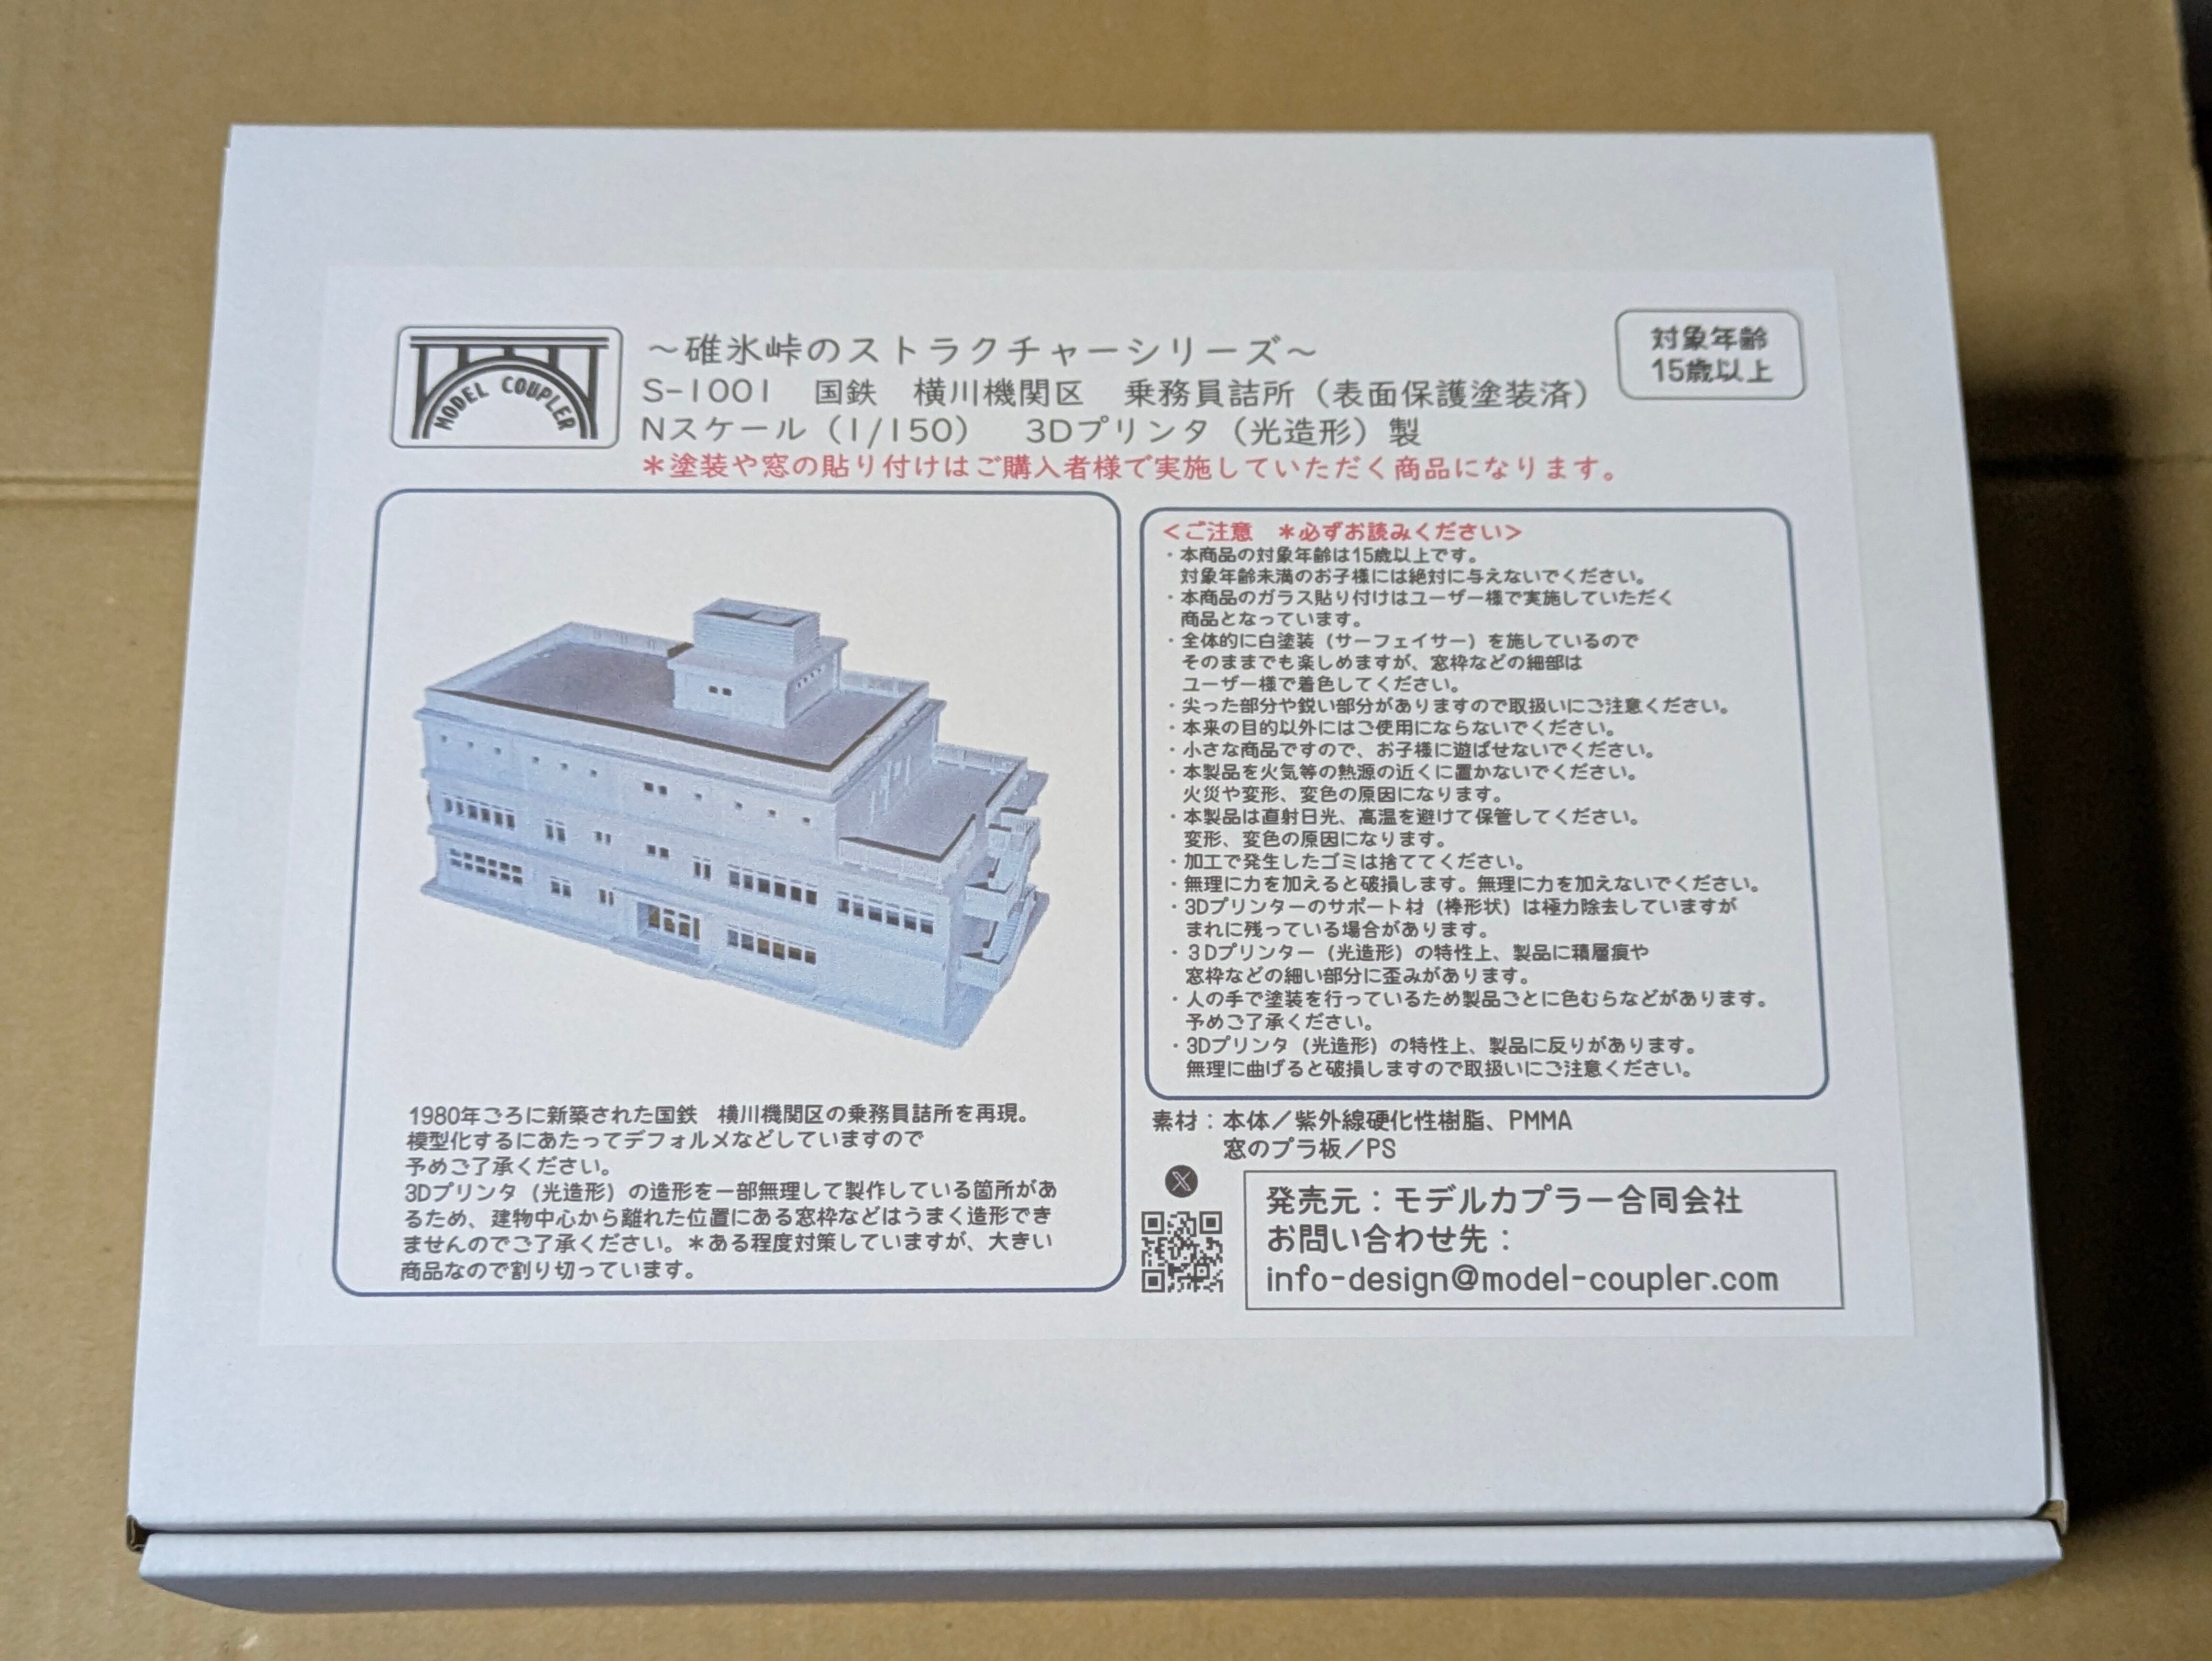 MODEL COUPLER
～碓氷峠のストラクチャーシリーズ～
S-1001　国鉄　横川機関区　乗務員詰所（表面保護塗装済）
Nスケール（1/150）　3Dプリンタ（光造形）製
＊塗装や窓の貼り付けはご購入者様で実施していただく商品になります。
対象年齢
15歳以上
1980年ごろに新築された国鉄　横川機関区の乗務員詰所を再現。
模型化するにあたってデフォルメなどしていますので
予めご了承ください。
3Dプリンタ（光造形）の造形を一部無理して製作している箇所があ
るため、建物中心から離れた位置にある窓枠などはうまく造形でき
ませんのでご了承ください。＊ある程度対策していますが、大きい
商品なので割り切っています。
＜ご注意　＊必ずお読みください＞
・本商品の対象年齢は15歳以上です。
対象年齢未満のお子様には絶対に与えないでください。
・本商品のガラス貼り付けはユーザー様で実施していただく
商品となっています。
・全体的に白塗装（サーフェイサー）を施しているので
そのままでも楽しめますが、窓枠などの細部は
ユーザー様で着色してください。
・尖った部分や鋭い部分がありますので取扱いにご注意ください。
・本来の目的以外にはご使用にならないでください。
・小さな商品ですので、お子様に遊ばせないでください。
・本製品を火気等の熱源の近くに置かないでください。
火災や変形、変色の原因になります。
・本製品は直射日光、高温を避けて保管してください。
変形、変色の原因になります。
・加工で発生したゴミは捨ててください。
・無理に力を加えると破損します。無理に力を加えないでください。
・3Dプリンターのサポート材（棒形状）は極力除去していますが
まれに残っている場合があります。
・３Dプリンター（光造形）の特性上、製品に積層痕や
窓枠などの細い部分に歪みがあります。
・人の手で塗装を行っているため製品ごとに色むらなどがあります。
予めご了承ください。
・3Dプリンタ（光造形）の特性上、製品に反りがあります。
無理に曲げると破損しますので取扱いにご注意ください。
素材：本体／紫外線硬化性樹脂、PMMA
窓のプラ板／PS
発売元：モデルカプラー合同会社
お問い合わせ先：
info-design@model-coupler.com